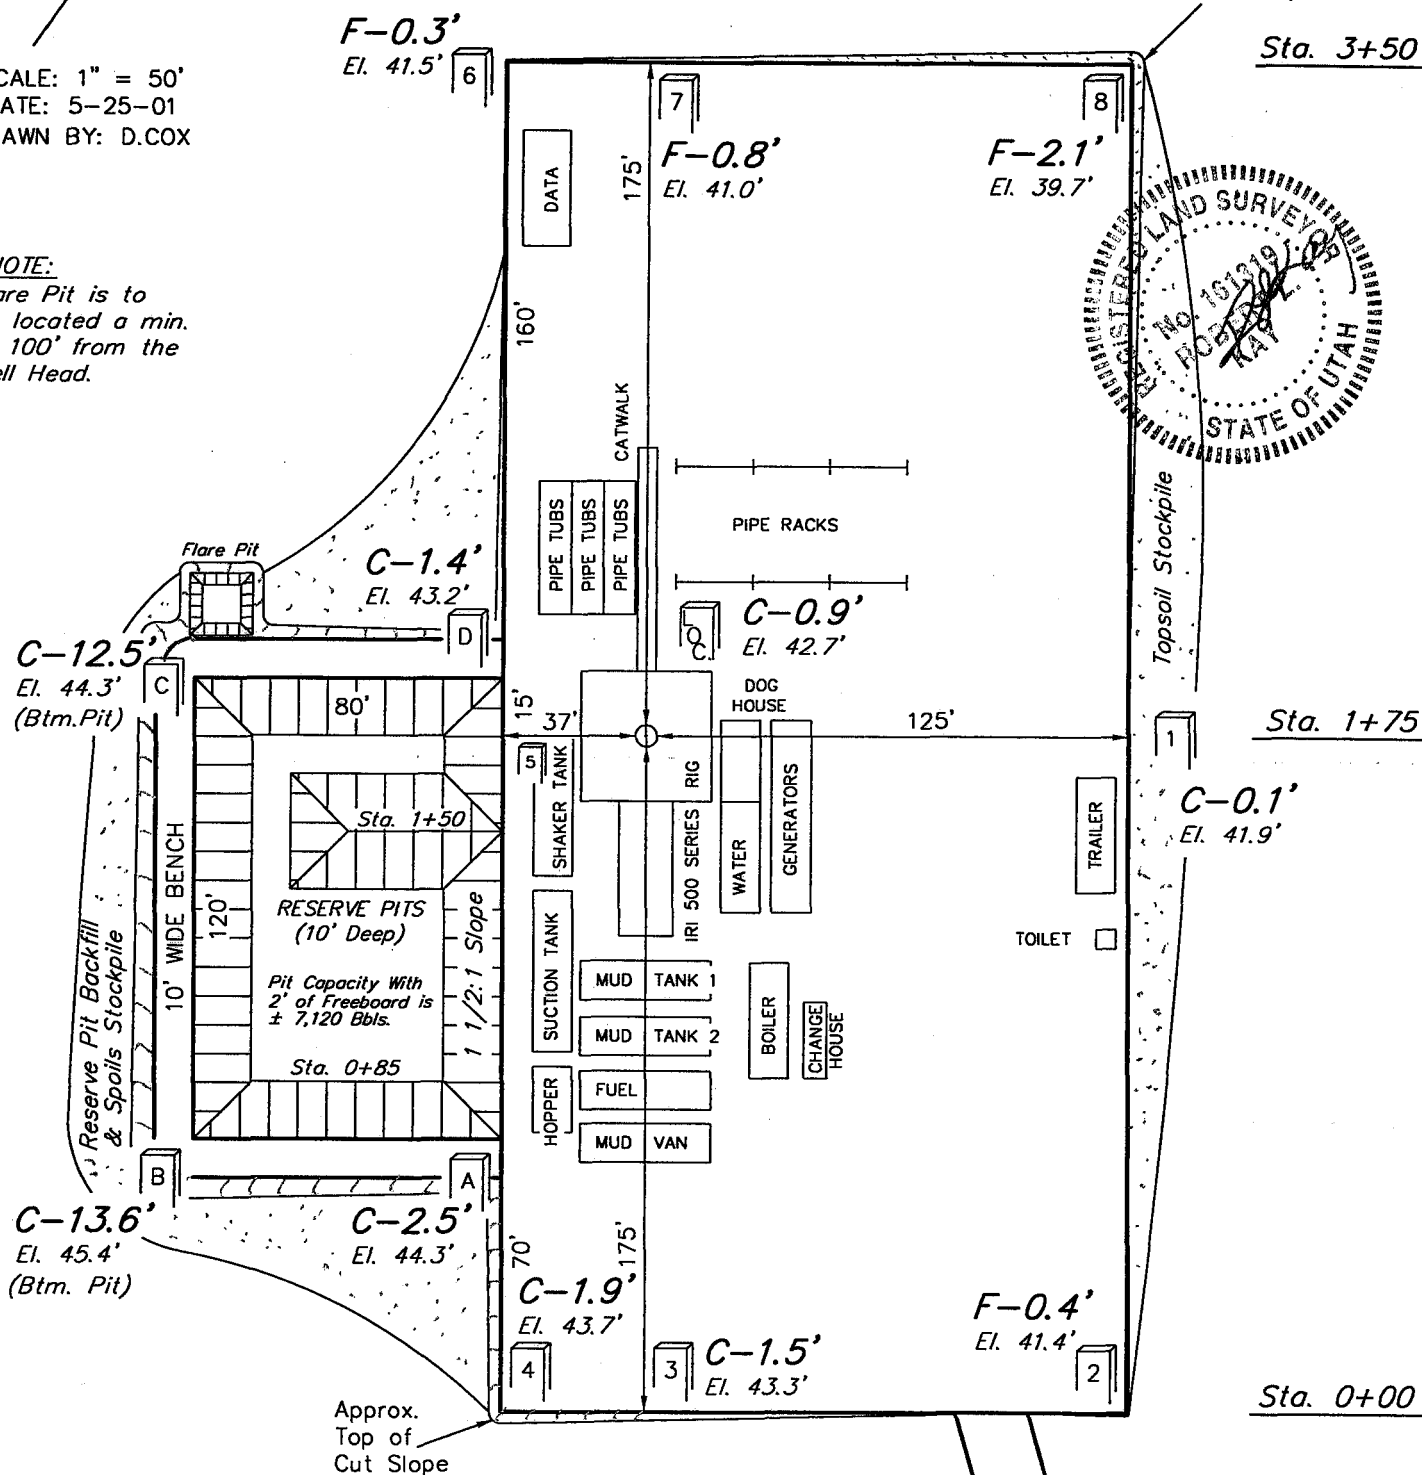 F-0.3'
El. 41.5'
6
Sta. 3+50
CALE: 1" = 50'
ATE: 5-25-01
AWN BY: D.COX
7
8
F-0.8'
El. 41.0'
F-2.1'
El. 39.7'
175'
DATA
REGISTERED LAND SURVEYOR
No. 161319
ROBERT L.
KAY
STATE OF UTAH
NOTE:
are Pit is to
located a min.
100' from the
ell Head.
160'
CATWALK
PIPE TUBS
PIPE TUBS
PIPE TUBS
PIPE RACKS
Topsoil Stockpile
Flare Pit
C-1.4'
El. 43.2'
D
LOC.
C-0.9'
El. 42.7'
C-12.5'
El. 44.3'
(Btm.Pit)
C
80'
15'
37'
DOG
HOUSE
125'
1
Sta. 1+75
5
SHAKER TANK
RIG
IRI 500 SERIES
WATER
GENERATORS
TRAILER
C-0.1'
El. 41.9'
Sta. 1+50
10' WIDE BENCH
120'
RESERVE PITS
(10' Deep)
1 1/2:1 Slope
Pit Capacity With
2' of Freeboard is
± 7,120 Bbls.
Sta. 0+85
Reserve Pit Backfill
& Spoils Stockpile
SUCTION TANK
HOPPER
MUD TANK 1
MUD TANK 2
FUEL
MUD VAN
BOILER
CHANGE
HOUSE
TOILET
B
A
C-13.6'
El. 45.4'
(Btm. Pit)
C-2.5'
El. 44.3'
70'
175'
C-1.9'
El. 43.7'
4
3
C-1.5'
El. 43.3'
F-0.4'
El. 41.4'
2
Sta. 0+00
Approx.
Top of
Cut Slope